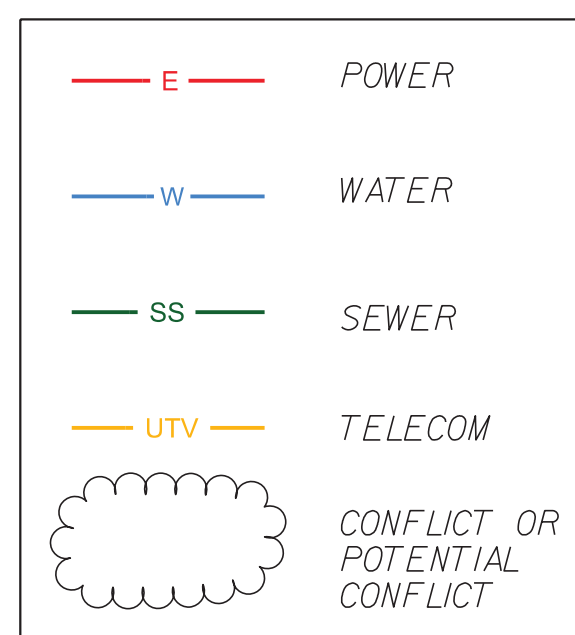 E POWER
W WATER
SS SEWER
UTV TELECOM
CONFLICT OR
POTENTIAL
CONFLICT